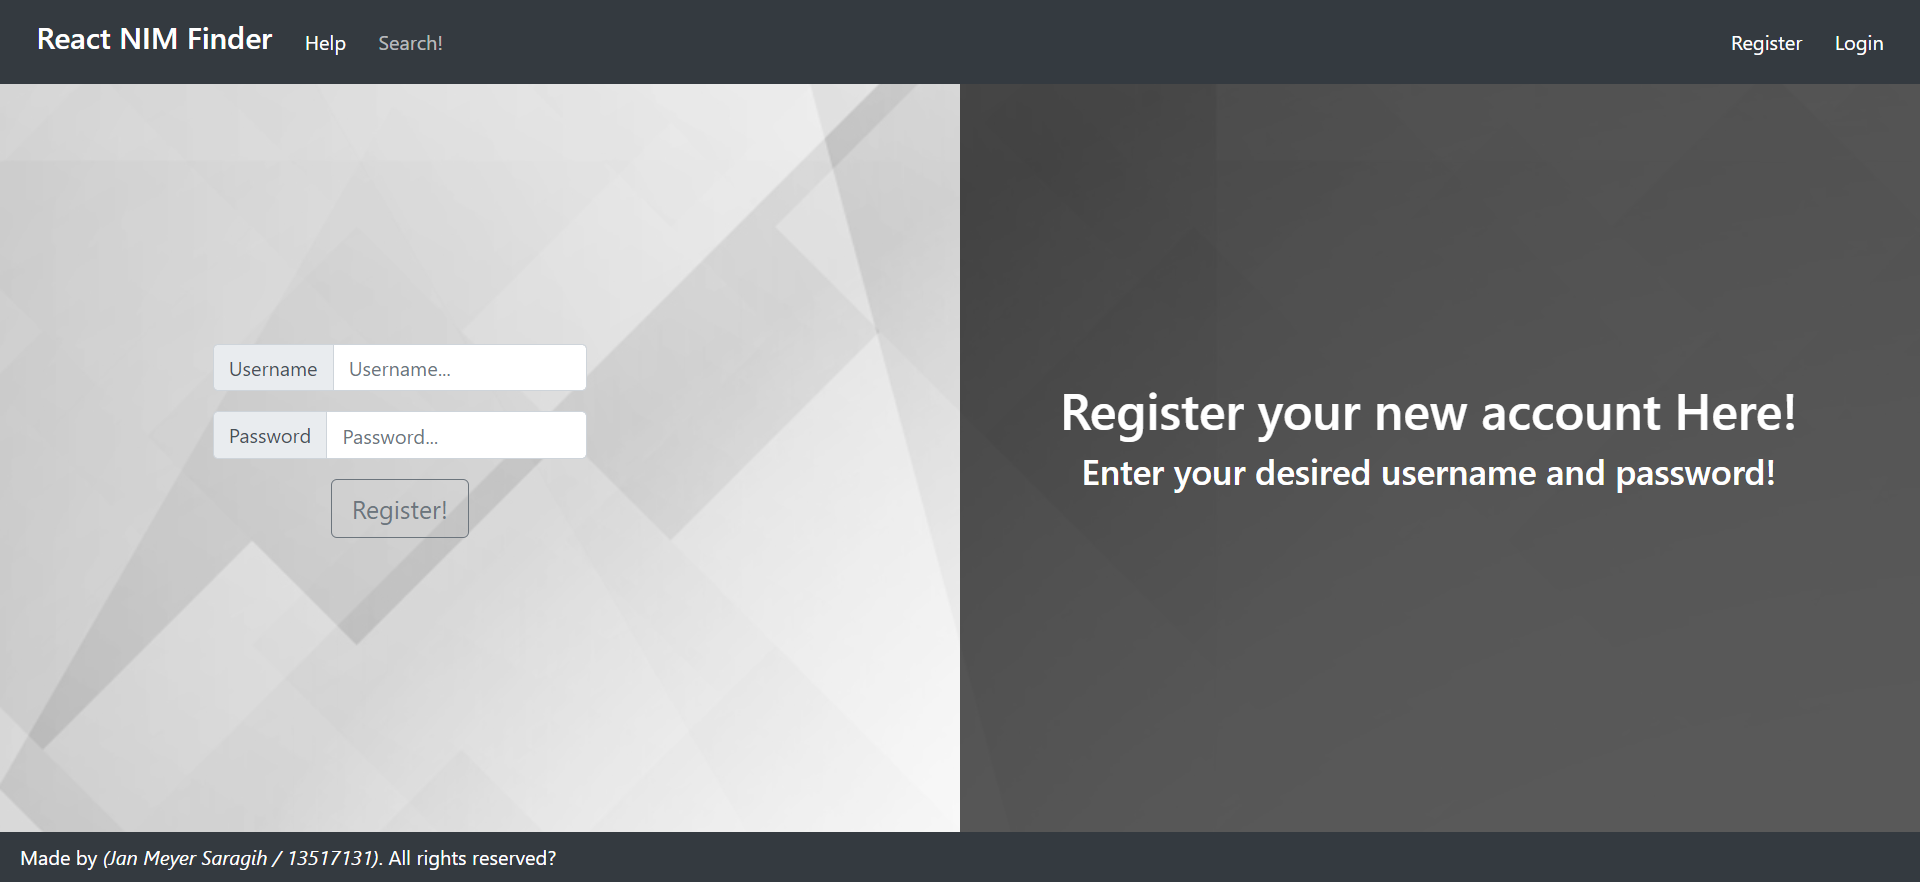 React NIM Finder Help Search! Register Login
Username Username...
Password Password...
Register!
Register your new account Here!
Enter your desired username and password!
Made by (Jan Meyer Saragih / 13517131). All rights reserved?